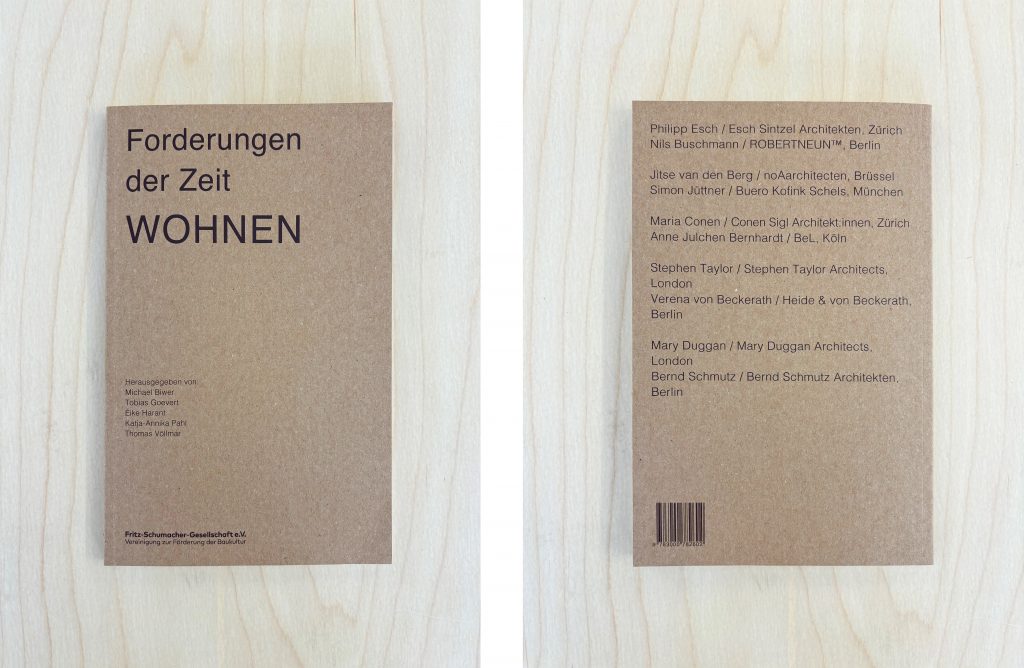 Forderungen
der Zeit
WOHNEN
Herausgegeben von
Michael Biwer
Tobias Goevert
Eike Harant
Katja-Annika Pahl
Thomas Vollmar
Fritz-Schumacher-Gesellschaft e.V.
Vereinigung zur Förderung der Baukultur
Philipp Esch / Esch Sintzel Architekten, Zürich
Nils Buschmann / ROBERTNEUN™, Berlin
Jitse van den Berg / noAarchitecten, Brüssel
Simon Jüttner / Buero Kofink Schels, München
Maria Conen / Conen Sigl Architekt:innen, Zürich
Anne Julchen Bernhardt / BeL, Köln
Stephen Taylor / Stephen Taylor Architects,
London
Verena von Beckerath / Heide & von Beckerath,
Berlin
Mary Duggan / Mary Duggan Architects,
London
Bernd Schmutz / Bernd Schmutz Architekten,
Berlin